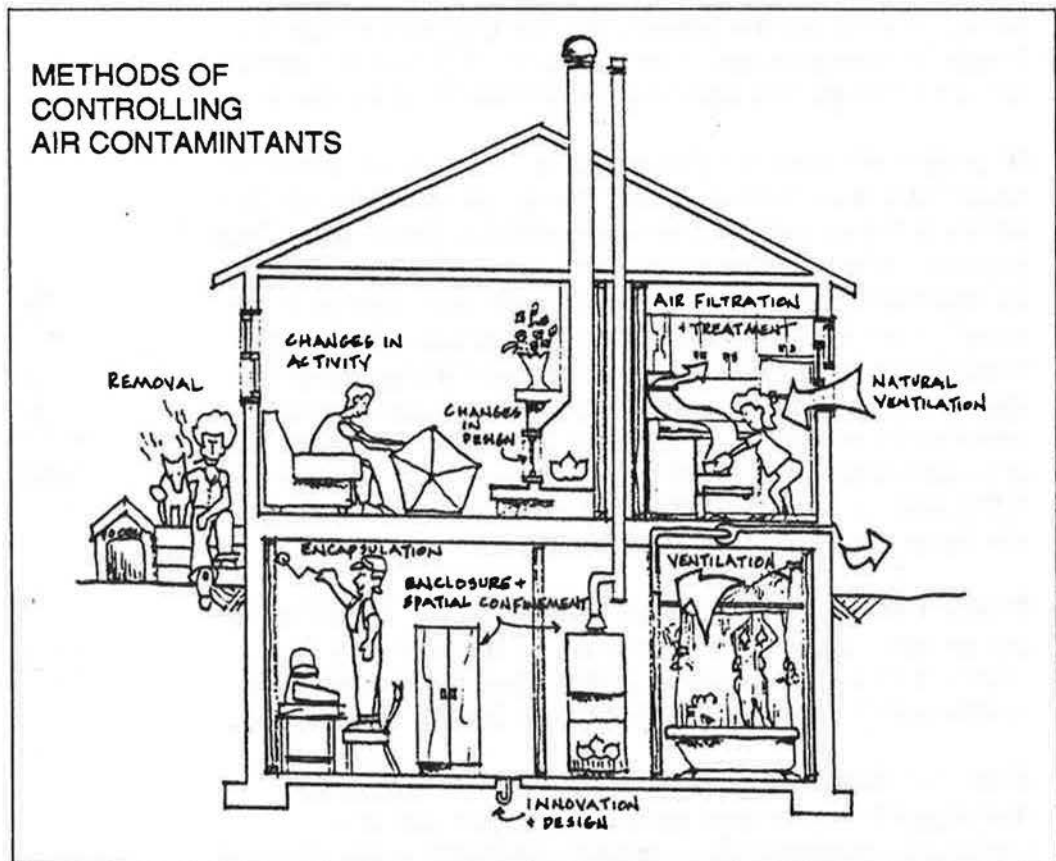 METHODS OF
CONTROLLING
AIR CONTAMINTANTS
AIR FILTRATION
+ TREATMENT
CHANGES IN
ACTIVITY
REMOVAL
NATURAL
VENTILATION
CHANGES
IN
DESIGN
ENCAPSULATION
ENCLOSURE +
SPATIAL CONFINEMENT
VENTILATION
INNOVATION
+ DESIGN